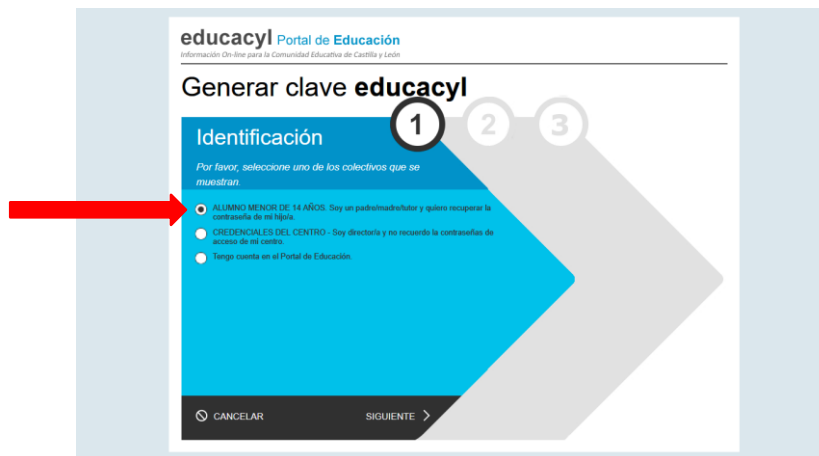 educacyl Portal de Educación
Información On-line para la Comunidad Educativa de Castilla y León
Generar clave educacyl
1 2 3
Identificación
Por favor, seleccione uno de los colectivos que se
muestran.
ALUMNO MENOR DE 14 AÑOS. Soy un padre/madre/tutor y quiero recuperar la
contraseña de mi hijo/a.
CREDENCIALES DEL CENTRO - Soy director/a y no recuerdo la contraseñas de
acceso de mi centro.
Tengo cuenta en el Portal de Educación.
CANCELAR SIGUIENTE